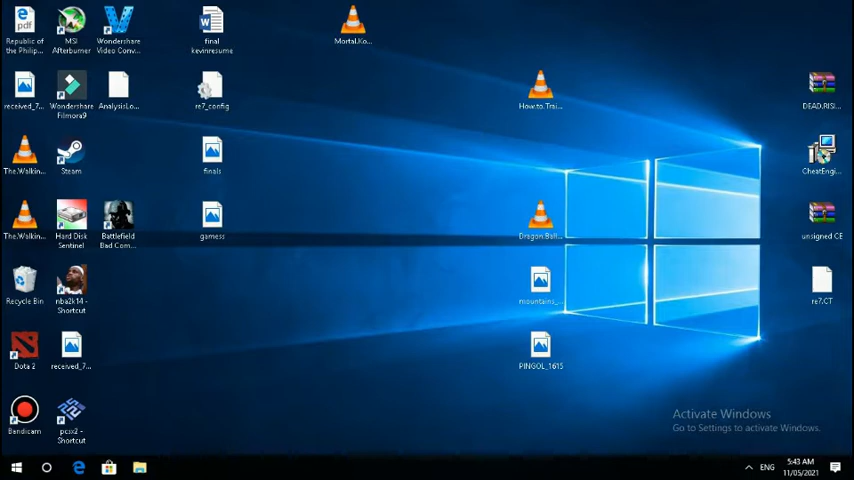 Republic of
the Philip...
MSI
Afterburner
Wondershare
Video Conv...
final
kevinresume
Mortal.Ko...
received_7...
Wondershare
Filmora9
AnalysisLo...
re7_config
How.to.Trai...
DEAD.RISI...
The.Walkin...
Steam
finals
CheatEngi...
The.Walkin...
Hard Disk
Sentinel
Battlefield
Bad Com...
gamess
Dragon.Ball...
unsigned CE
Recycle Bin
nba2k14 -
Shortcut
mountains_...
re7.CT
Dota 2
received_7...
PINGOL_1615
Bandicam
pcsx2 -
Shortcut
Activate Windows
Go to Settings to activate Windows.
ENG
5:43 AM
11/05/2021